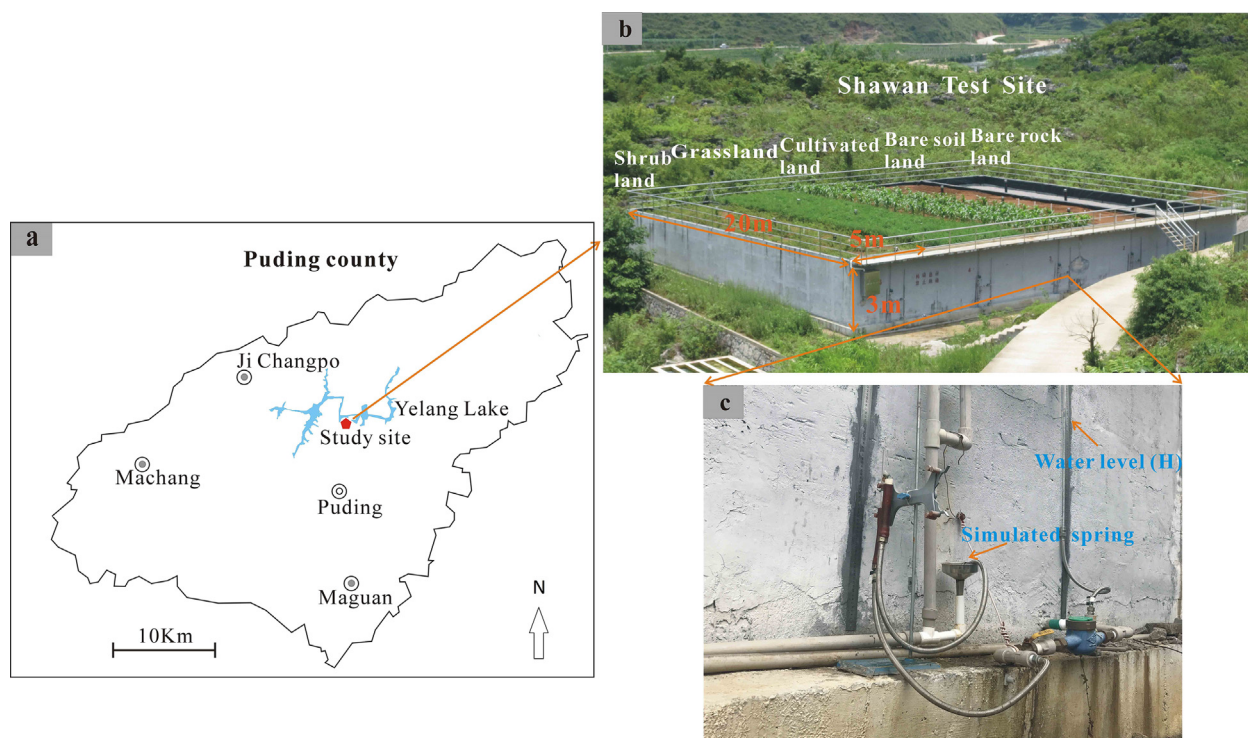 a
Puding county
Ji Changpo
Yelang Lake
Study site
Machang
Puding
Maguan
10Km
N
b
Shawan Test Site
Shrub
land
Grassland
Cultivated
land
Bare soil
land
Bare rock
land
20m
5m
3m
c
Water level (H)
Simulated spring